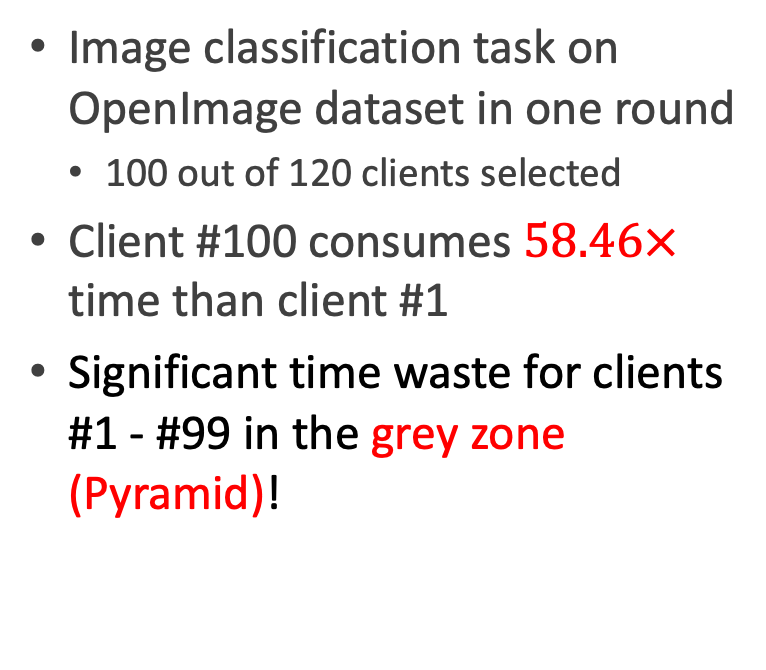 • Image classification task on
OpenImage dataset in one round
• 100 out of 120 clients selected
• Client #100 consumes 58.46×
time than client #1
• Significant time waste for clients
#1 - #99 in the grey zone
(Pyramid)!